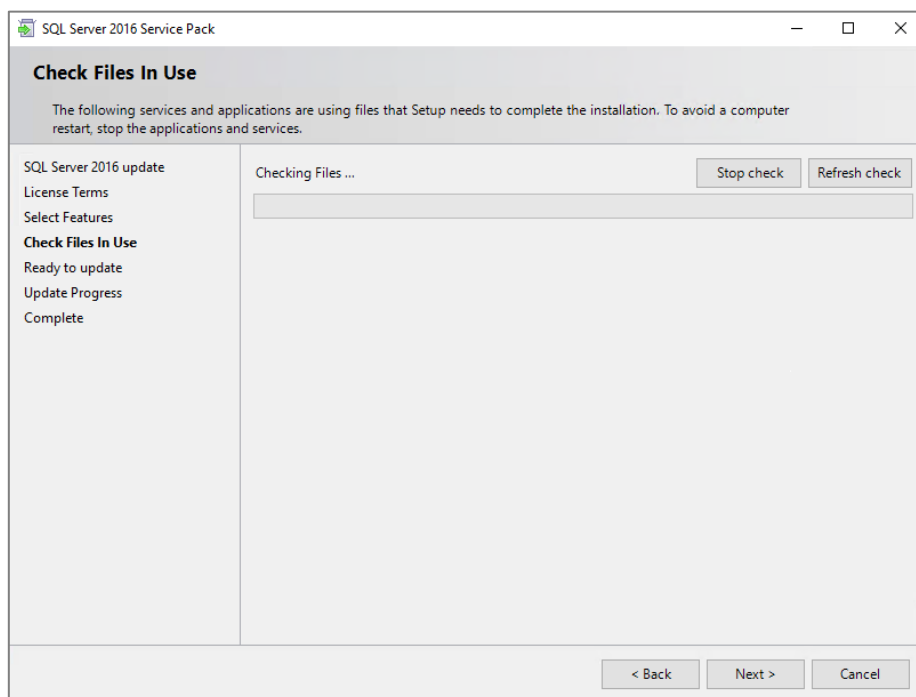 SQL Server 2016 Service Pack
Check Files In Use
The following services and applications are using files that Setup needs to complete the installation. To avoid a computer
restart, stop the applications and services.
SQL Server 2016 update
License Terms
Select Features
Check Files In Use
Ready to update
Update Progress
Complete
Checking Files ...
Stop check
Refresh check
< Back
Next >
Cancel